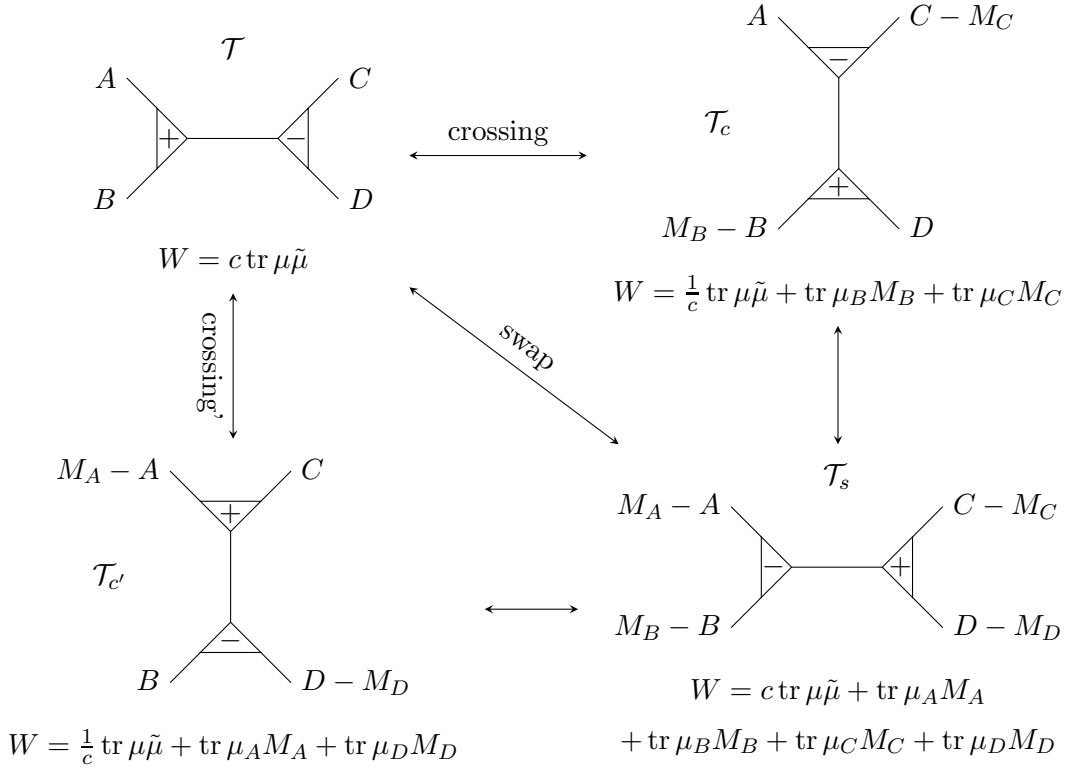 𝒯
A
C
+
−
B
D
W = c tr μμ̃
crossing
A
C − M_C
−
𝒯_c
+
M_B − B
D
W = 1/c tr μμ̃ + tr μ_B M_B + tr μ_C M_C
crossing'
swap
M_A − A
C
+
𝒯_c'
−
B
D − M_D
W = 1/c tr μμ̃ + tr μ_A M_A + tr μ_D M_D
𝒯_s
M_A − A
C − M_C
−
+
M_B − B
D − M_D
W = c tr μμ̃ + tr μ_A M_A
+ tr μ_B M_B + tr μ_C M_C + tr μ_D M_D